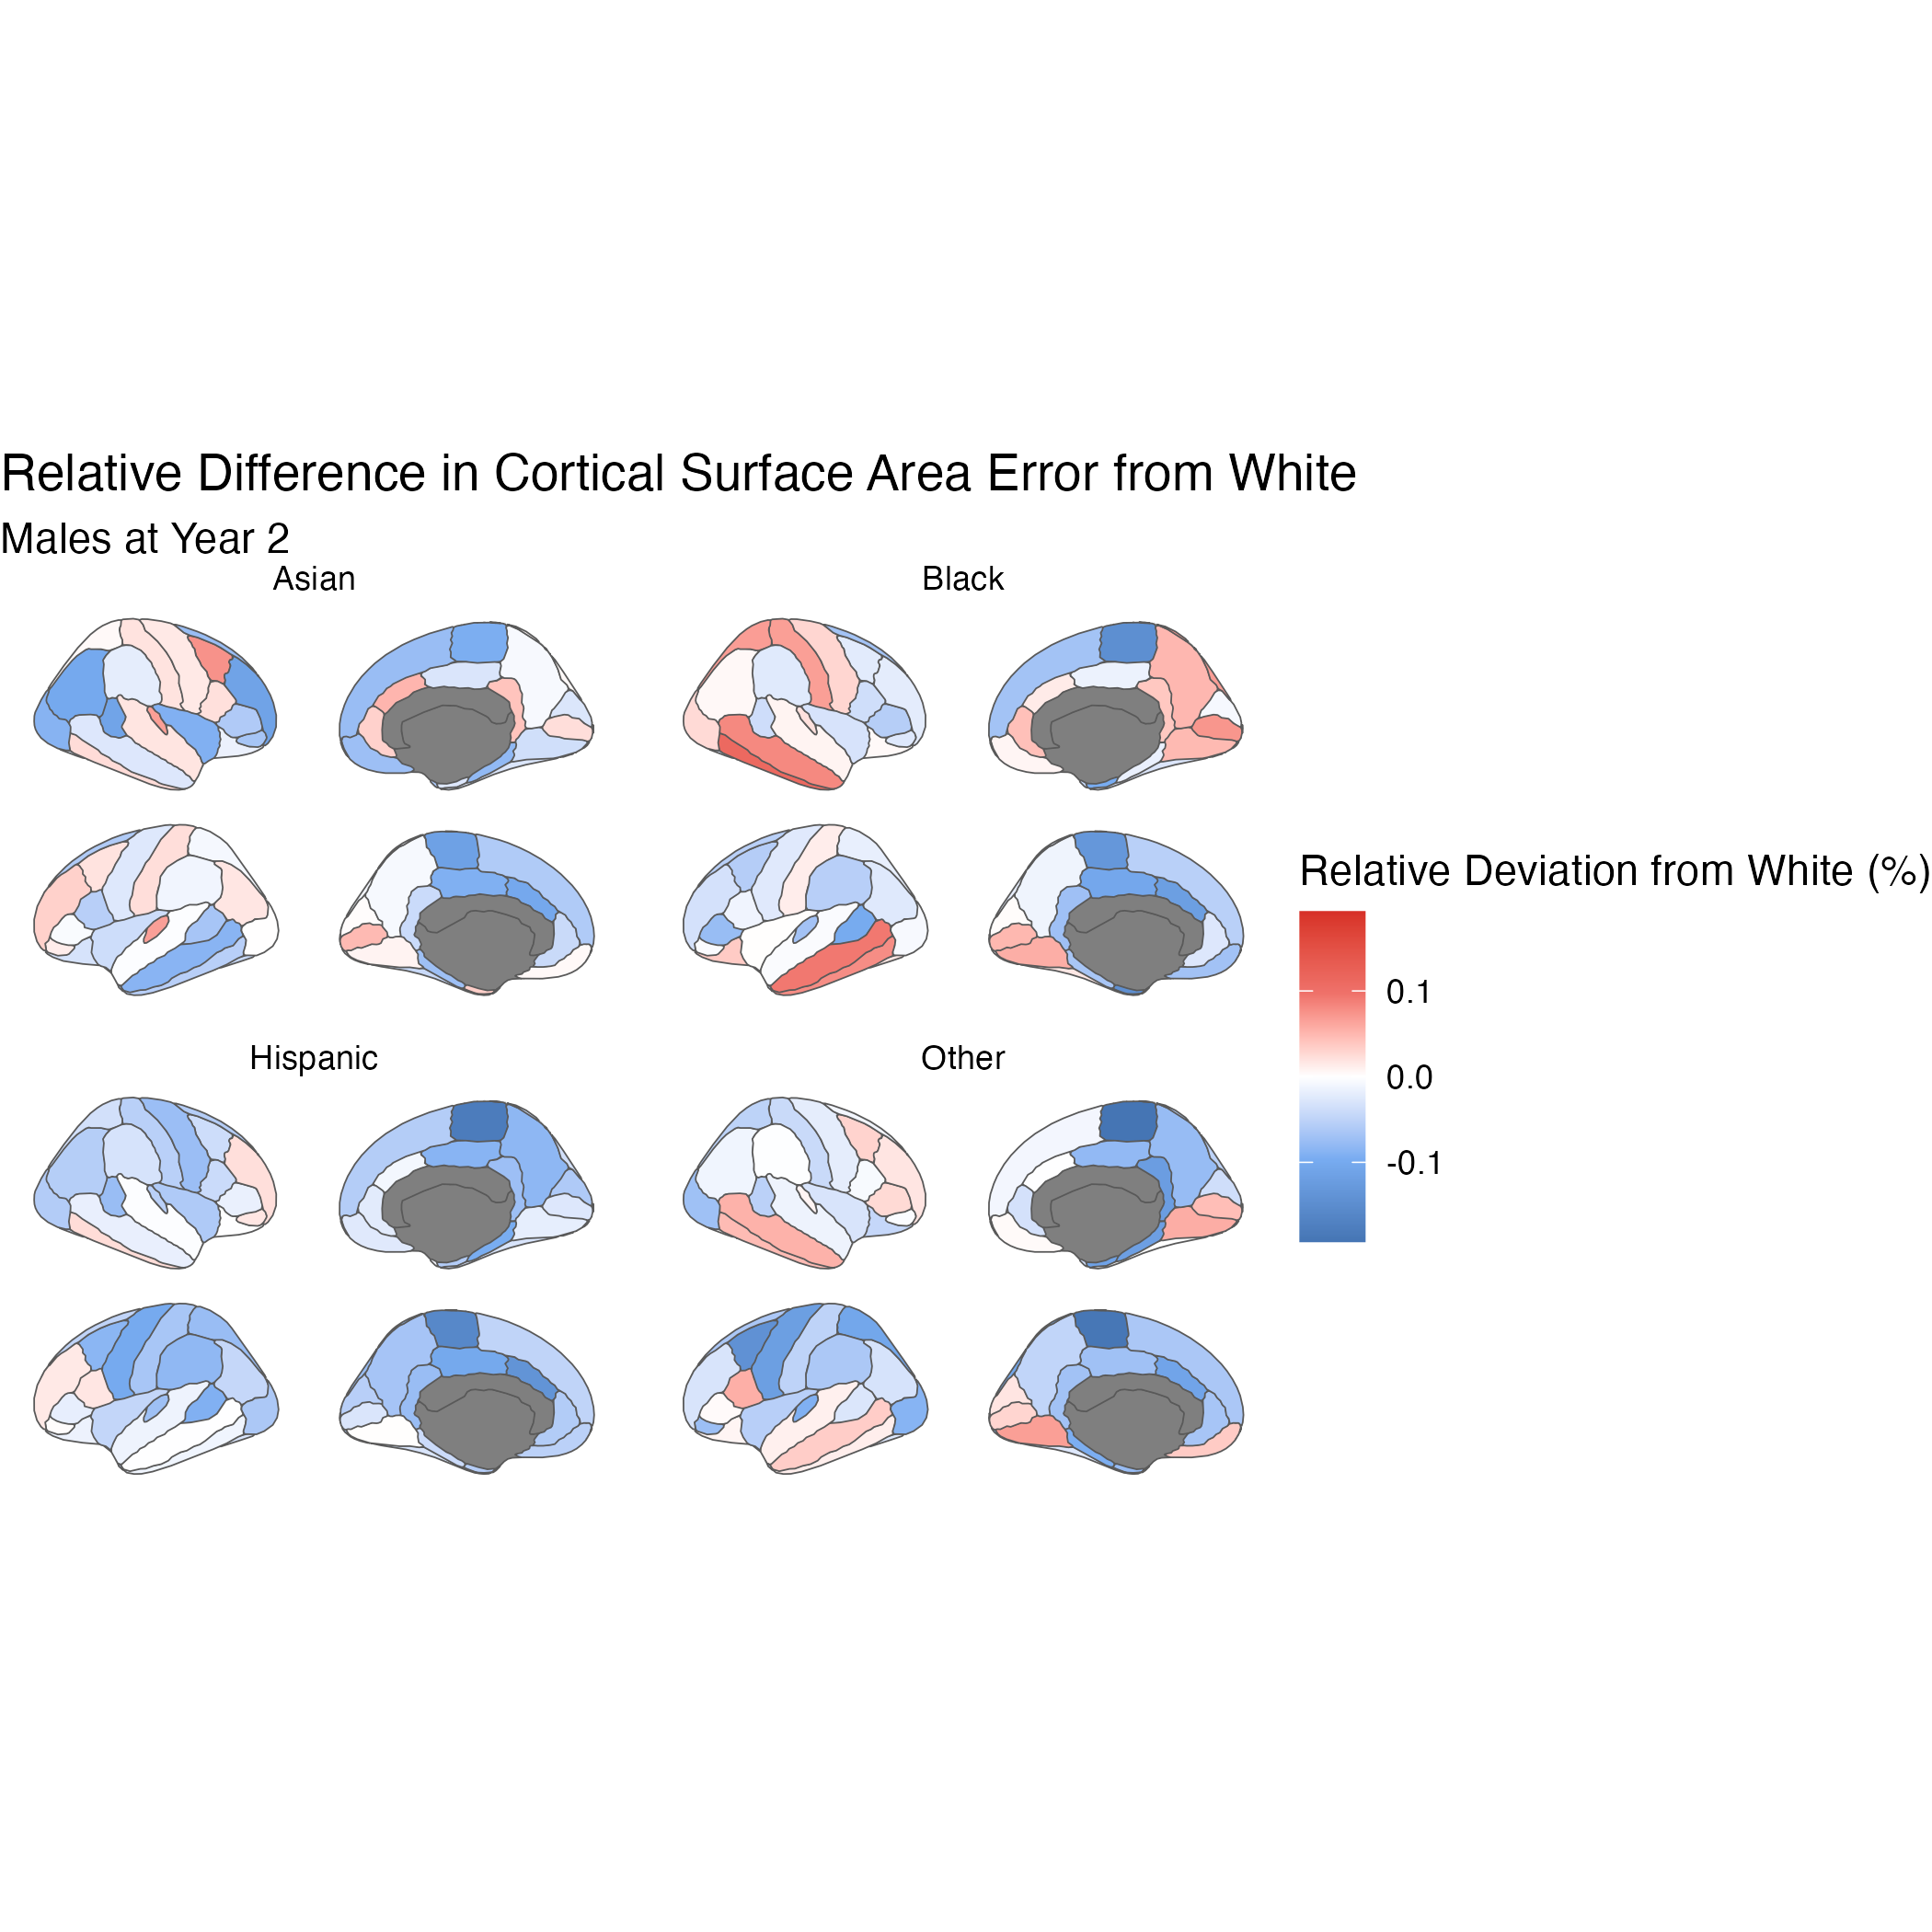 Relative Difference in Cortical Surface Area Error from White
Males at Year 2
Asian
Black
Hispanic
Other
Relative Deviation from White (%)
0.1
0.0
-0.1